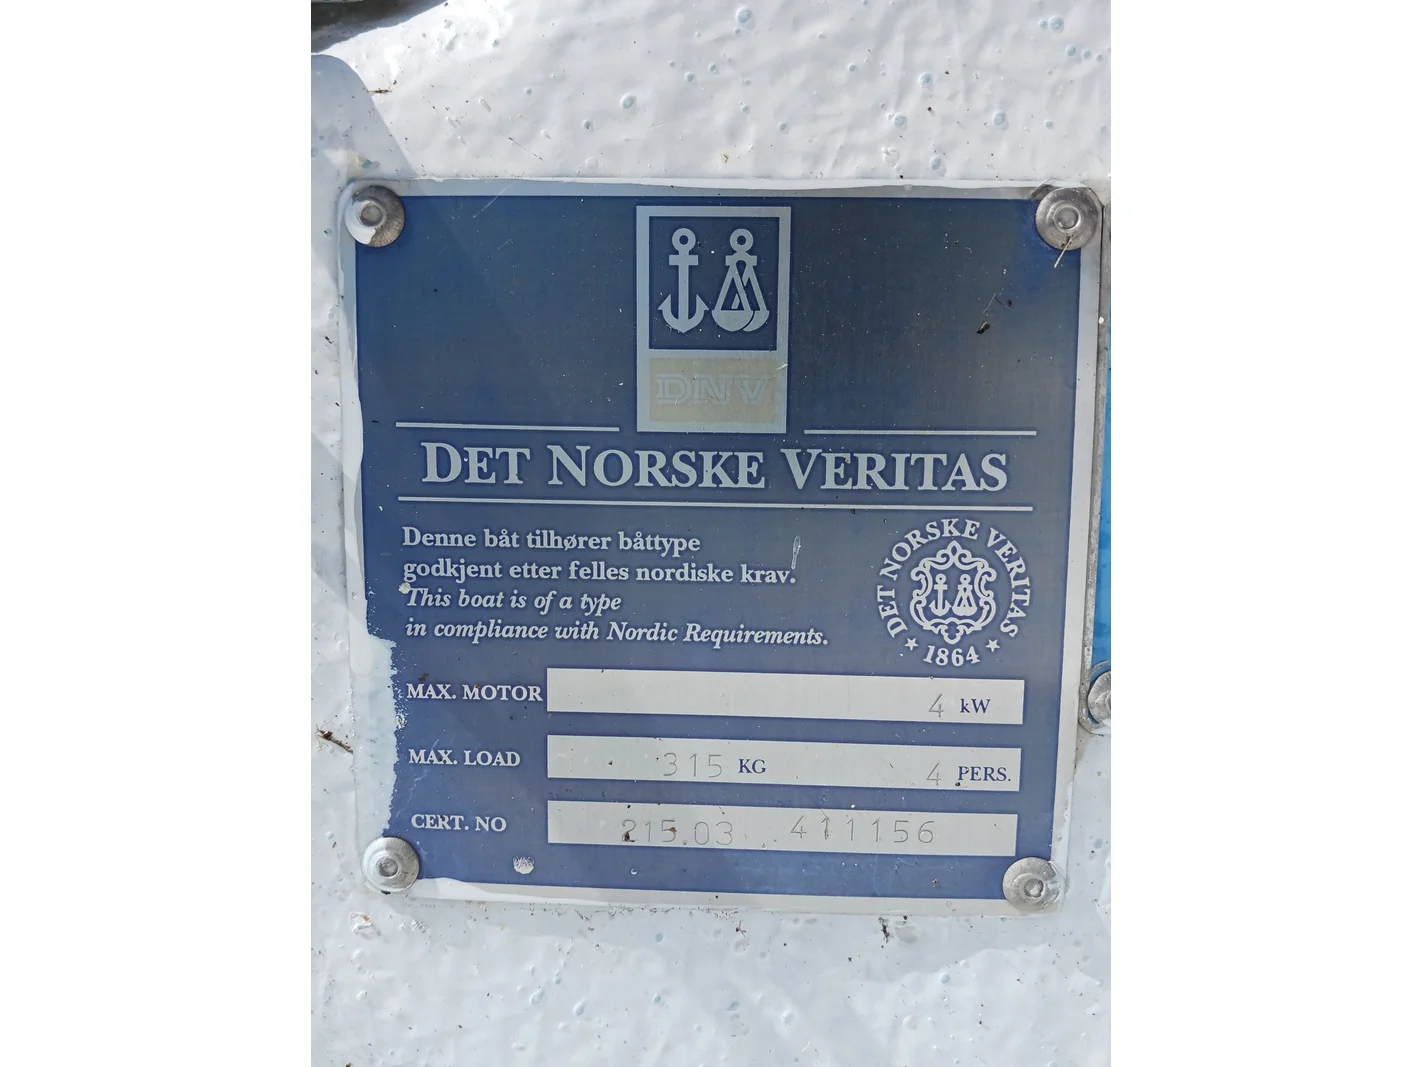 DNV
DET NORSKE VERITAS
Denne båt tilhører båttype
godkjent etter felles nordiske krav.
This boat is of a type
in compliance with Nordic Requirements.
DET NORSKE VERITAS
★ 1864 ★
MAX. MOTOR 4 kW
MAX. LOAD 315 KG 4 PERS.
CERT. NO 215.03 411156